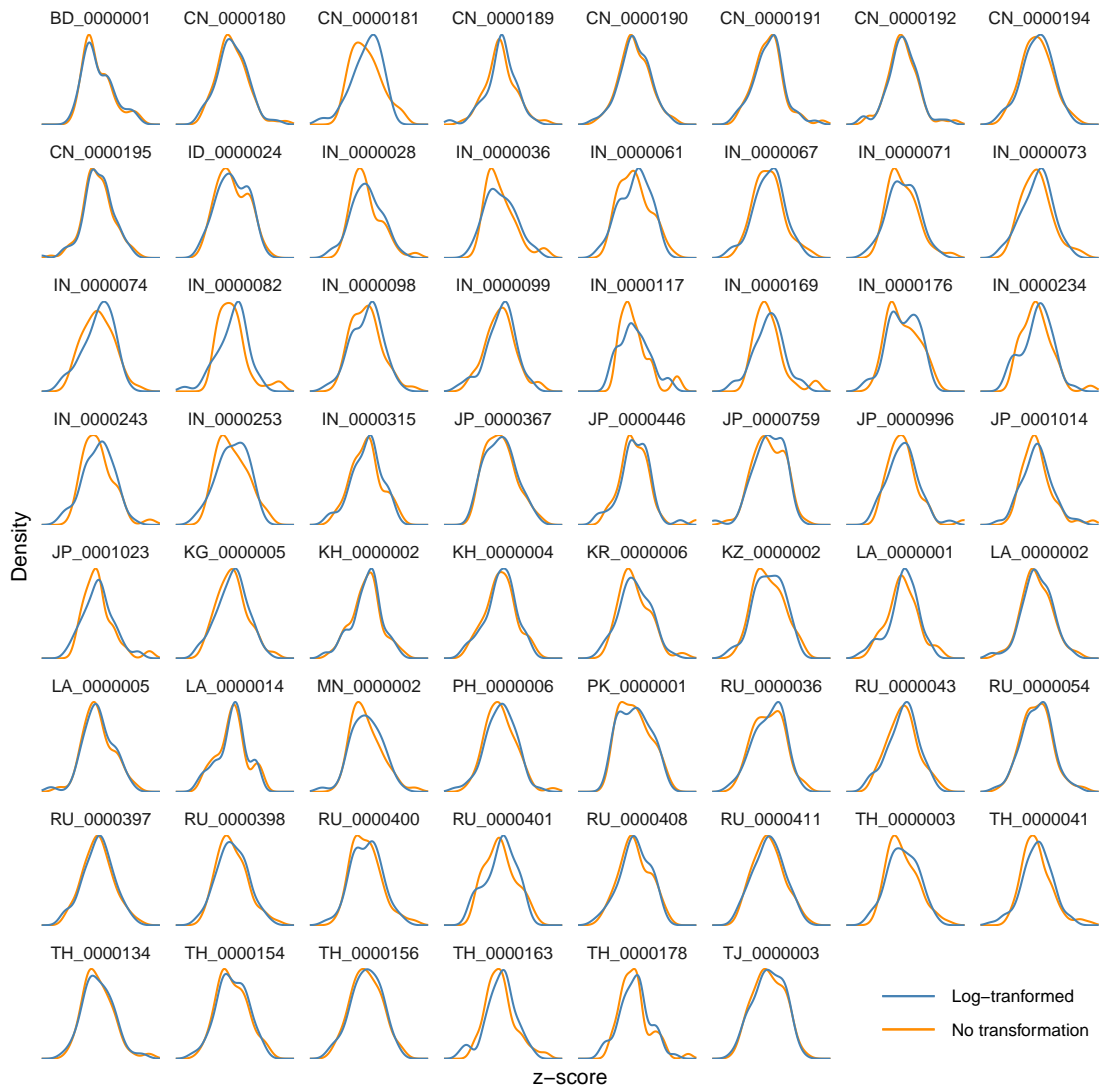 BD_0000001 CN_0000180 CN_0000181 CN_0000189 CN_0000190 CN_0000191 CN_0000192 CN_0000194
CN_0000195 ID_0000024 IN_0000028 IN_0000036 IN_0000061 IN_0000067 IN_0000071 IN_0000073
IN_0000074 IN_0000082 IN_0000098 IN_0000099 IN_0000117 IN_0000169 IN_0000176 IN_0000234
IN_0000243 IN_0000253 IN_0000315 JP_0000367 JP_0000446 JP_0000759 JP_0000996 JP_0001014
JP_0001023 KG_0000005 KH_0000002 KH_0000004 KR_0000006 KZ_0000002 LA_0000001 LA_0000002
LA_0000005 LA_0000014 MN_0000002 PH_0000006 PK_0000001 RU_0000036 RU_0000043 RU_0000054
RU_0000397 RU_0000398 RU_0000400 RU_0000401 RU_0000408 RU_0000411 TH_0000003 TH_0000041
TH_0000134 TH_0000154 TH_0000156 TH_0000163 TH_0000178 TJ_0000003
Density
z−score
Log−tranformed
No transformation